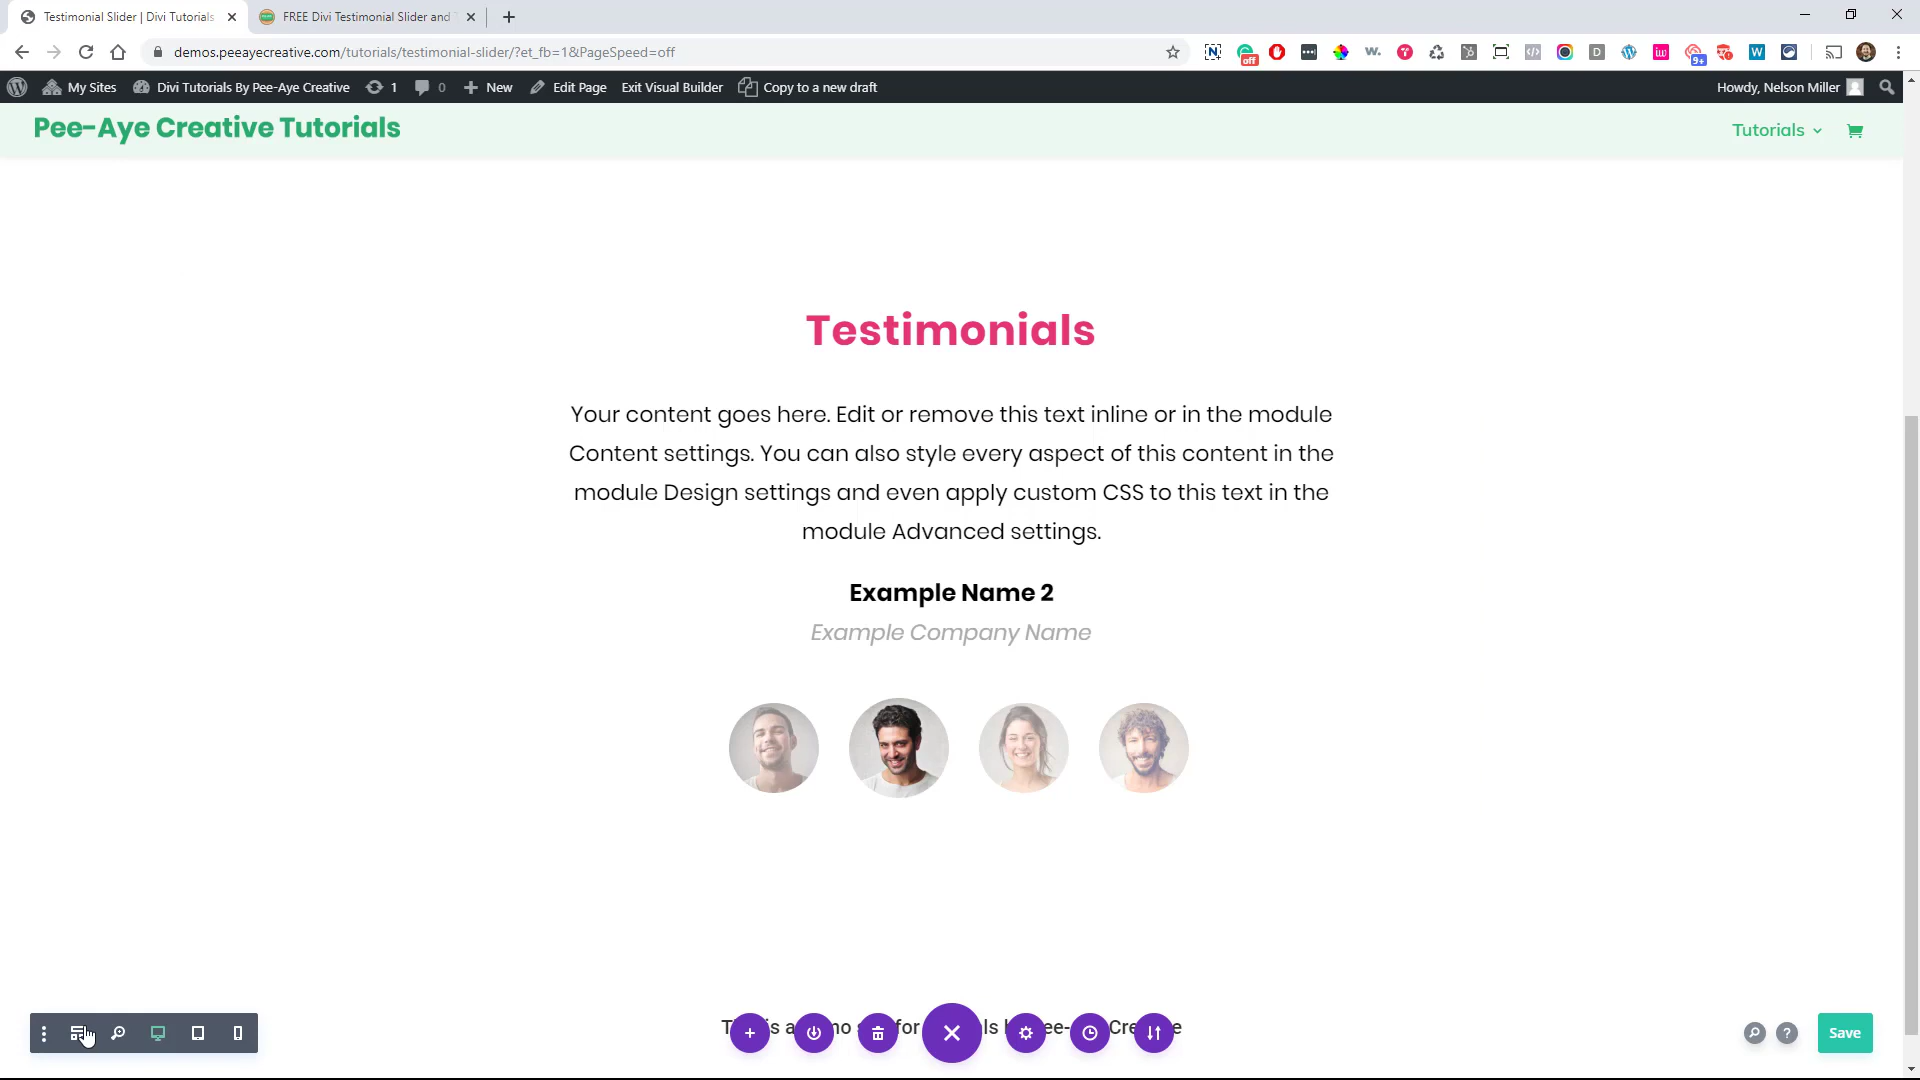 Testimonial Slider | Divi Tutorials
FREE Divi Testimonial Slider and
demos.peeayecreative.com/tutorials/testimonial-slider/?et_fb=1&PageSpeed=off
off
9+
My Sites
Divi Tutorials By Pee-Aye Creative
1
0
New
Edit Page
Exit Visual Builder
Copy to a new draft
Howdy, Nelson Miller
Pee-Aye Creative Tutorials
Tutorials
Testimonials
Your content goes here. Edit or remove this text inline or in the module
Content settings. You can also style every aspect of this content in the
module Design settings and even apply custom CSS to this text in the
module Advanced settings.
Example Name 2
Example Company Name
Save